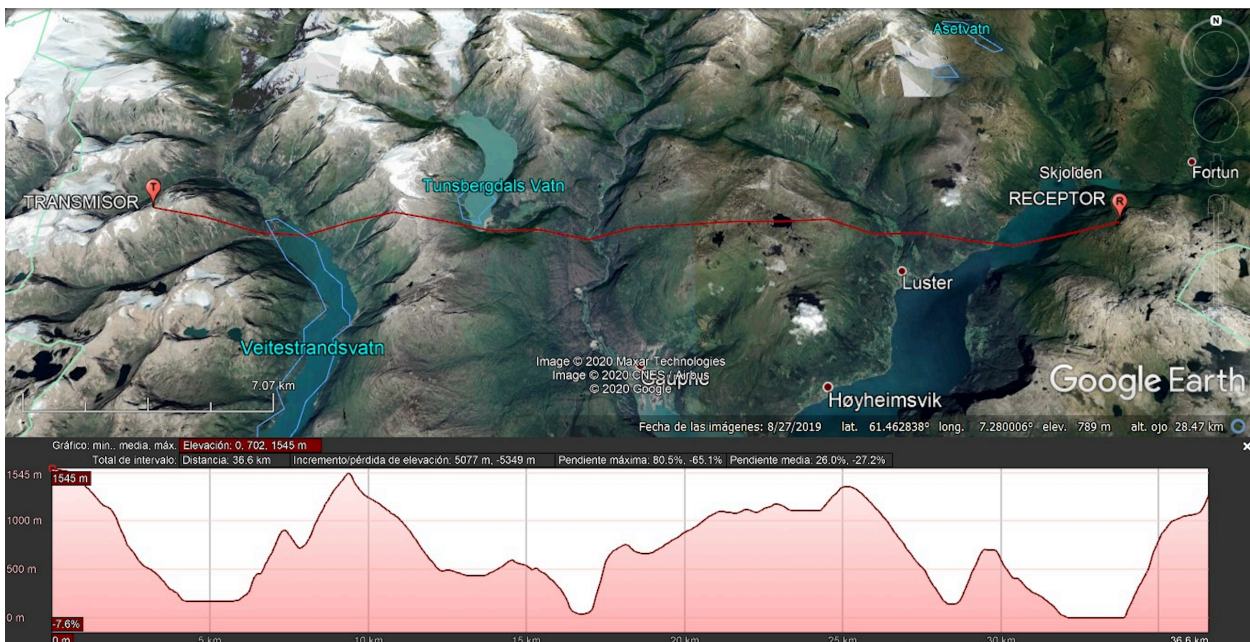 N
Asetvatn
Skjolden
Fortun
Tunsbergdals Vatn
TRANSMISOR
T
RECEPTOR
R
Luster
Veitestrandsvatn
7.07 km
Image © 2020 Maxar Technologies
Image © 2020 CNES / Airbus
© 2020 Google
Gaupne
Høyheimsvik
Google Earth
Fecha de las imágenes: 8/27/2019 lat. 61.462838° long. 7.280006° elev. 789 m alt. ojo 28.47 km
Gráfico: min., media, máx. Elevación: 0, 702, 1545 m
Total de intervalo: Distancia: 36.6 km Incremento/pérdida de elevación: 5077 m, -5349 m Pendiente máxima: 80.5%, -65.1% Pendiente media: 26.0%, -27.2%
1545 m
1545 m
1000 m
500 m
0 m
-7.6%
0 m 5 km 10 km 15 km 20 km 25 km 30 km 36.6 km